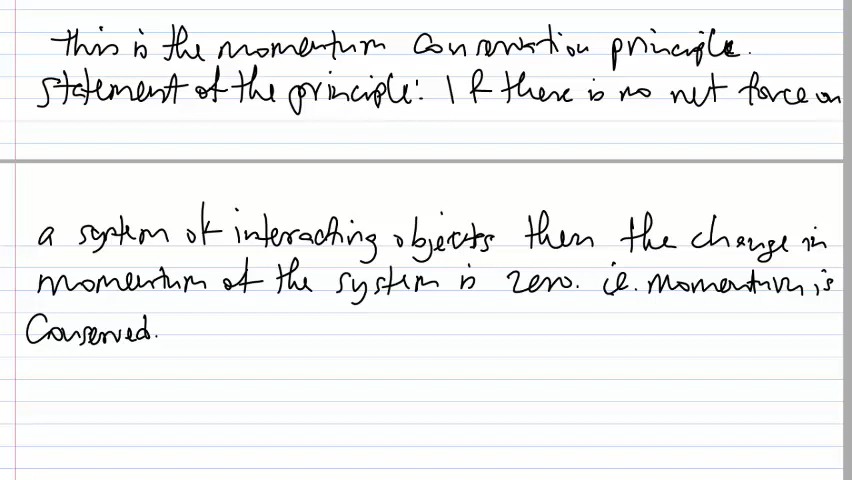 This is the momentum conservation principle.
Statement of the principle: If there is no net force on
a system of interacting objects then the change in
momentum of the system is zero. ie. momentum is
Conserved.